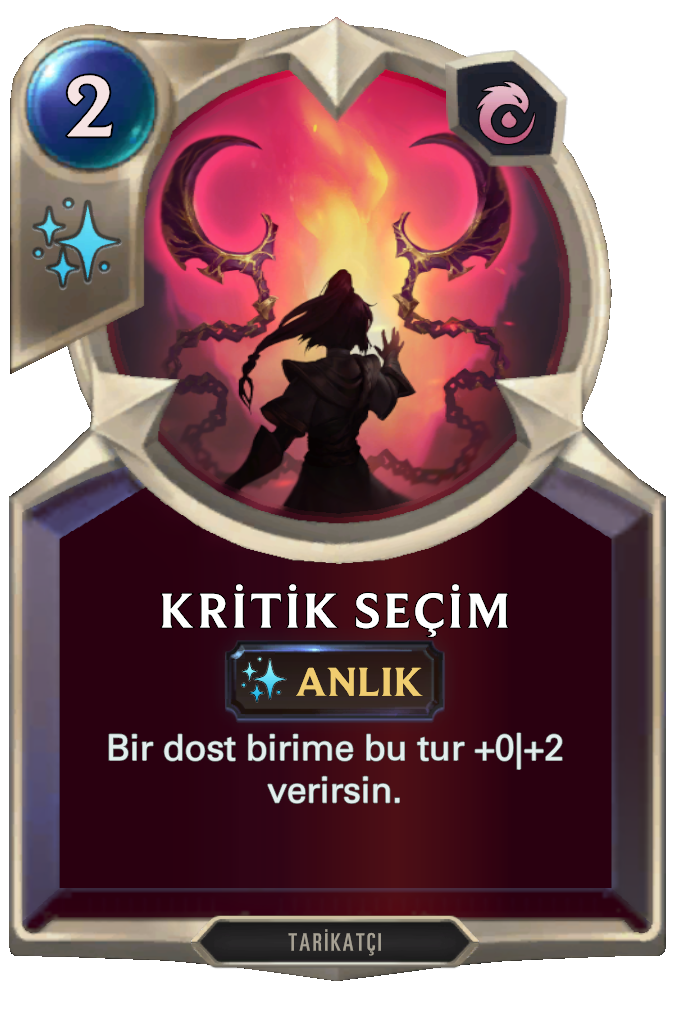 2
KRİTİK SEÇİM
ANLIK
Bir dost birime bu tur +0|+2
verirsin.
TARİKATÇI